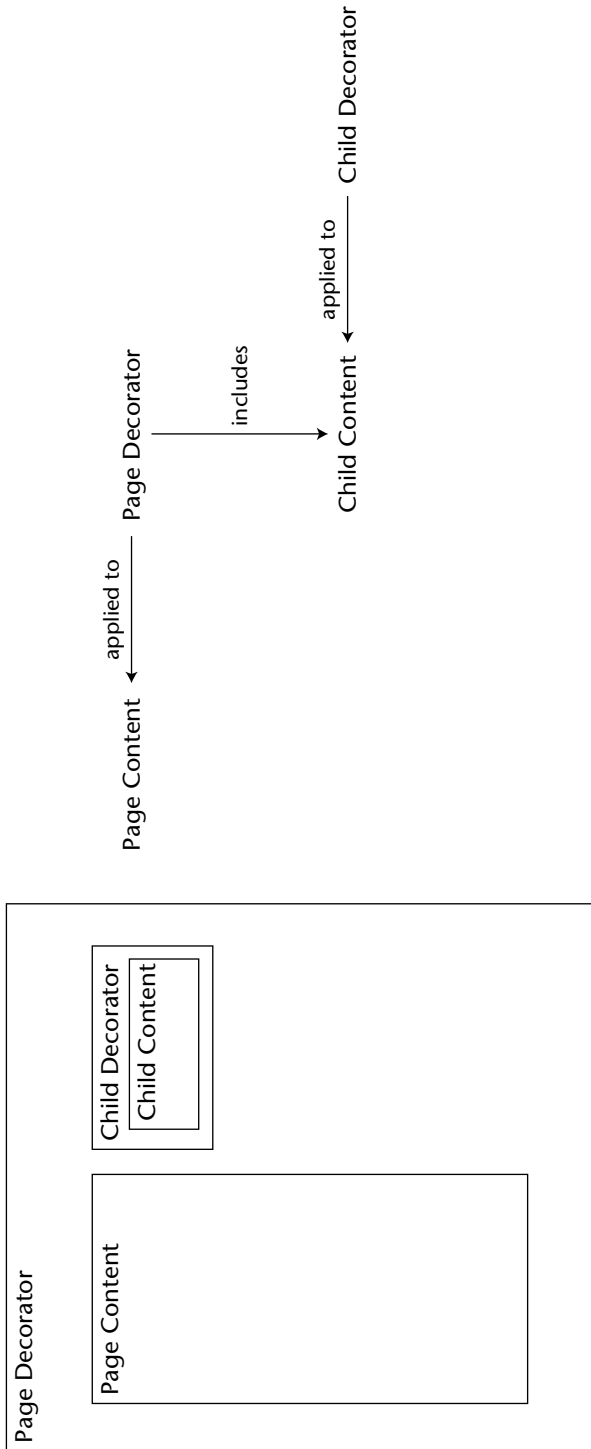 Page Decorator
Page Content
Child Decorator
Child Content
Page Content
applied to
Page Decorator
includes
Child Content
applied to
Child Decorator